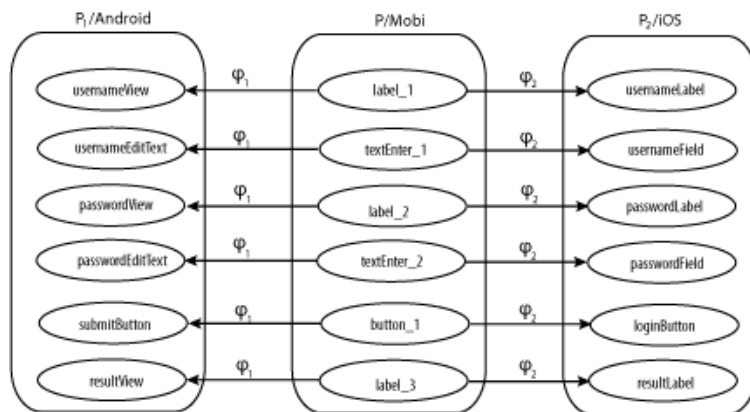 P₁/Android P/Mobi P₂/iOS
usernameView φ₁ label_1 φ₂ usernameLabel
usernameEditText φ₁ textEnter_1 φ₂ usernameField
passwordView φ₁ label_2 φ₂ passwordLabel
passwordEditText φ₁ textEnter_2 φ₂ passwordField
submitButton φ₁ button_1 φ₂ loginButton
resultView φ₁ label_3 φ₂ resultLabel